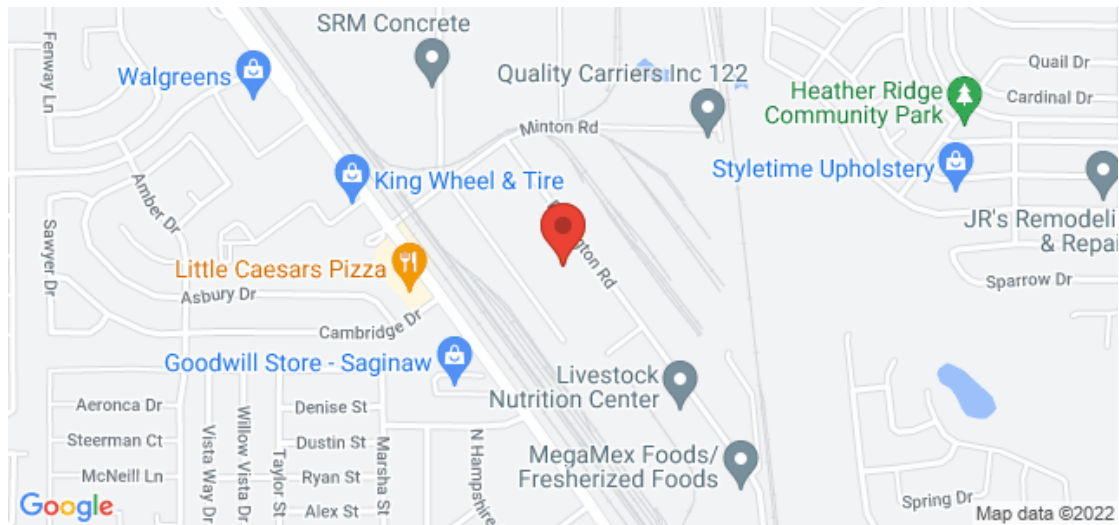 SRM Concrete
Fenway Ln
Walgreens
Quality Carriers Inc 122
Quail Dr
Heather Ridge
Community Park
Cardinal Dr
Minton Rd
Styletime Upholstery
King Wheel & Tire
Amber Dr
JR's Remodeli
& Repai
Sawyer Dr
gton Rd
Little Caesars Pizza
Sparrow Dr
Asbury Dr
Cambridge Dr
Goodwill Store - Saginaw
Livestock
Nutrition Center
Aeronca Dr
Denise St
Steerman Ct
Dustin St
McNeill Ln
Vista Way Dr
Willow Vista Dr
Taylor St
Ryan St
Marsha St
N Hampshire
MegaMex Foods/
Fresherized Foods
Alex St
Spring Dr
Google
Map data ©2022